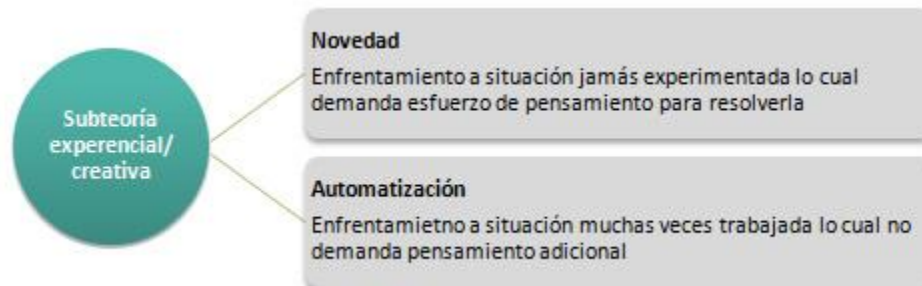 Subteoría
experencial/
creativa
Novedad
Enfrentamiento a situación jamás experimentada lo cual
demanda esfuerzo de pensamiento para resolverla
Automatización
Enfrentamietno a situación muchas veces trabajada lo cual no
demanda pensamiento adicional